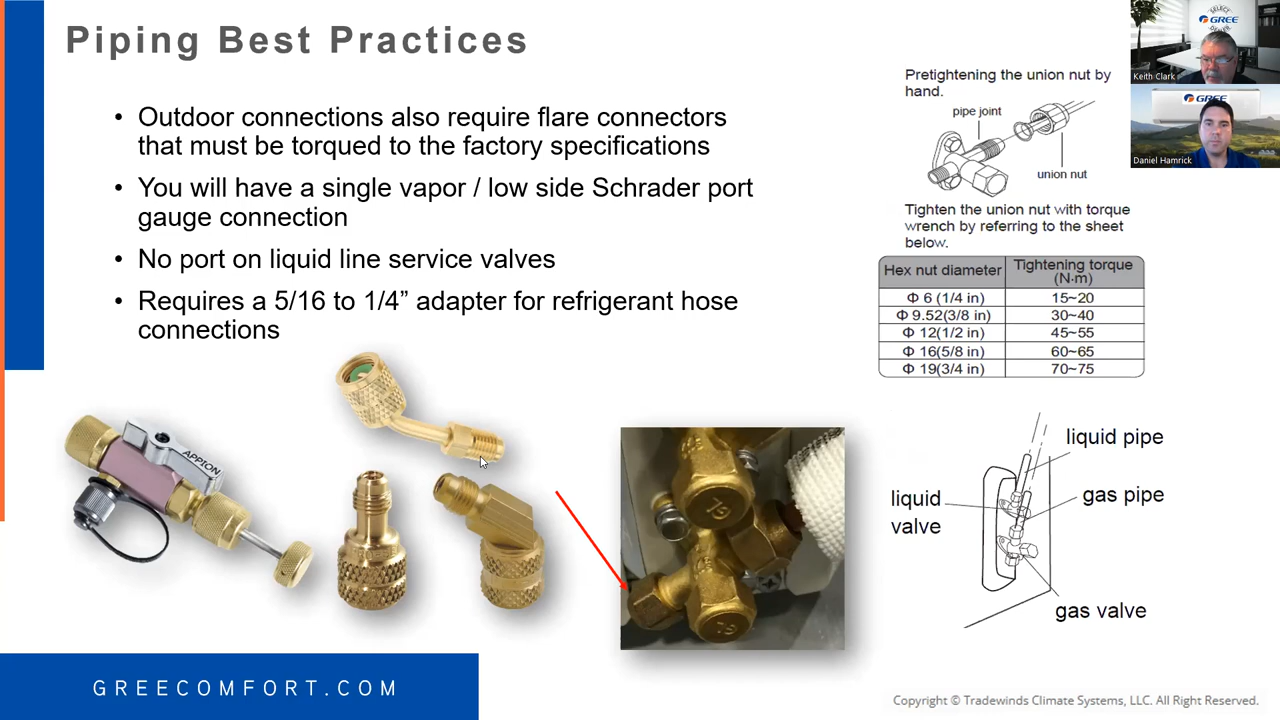 Piping Best Practices
• Outdoor connections also require flare connectors
that must be torqued to the factory specifications
• You will have a single vapor / low side Schrader port
gauge connection
• No port on liquid line service valves
• Requires a 5/16 to 1/4” adapter for refrigerant hose
connections
APPION
GREECOMFORT.COM
Pretightening the union nut by
hand.
pipe joint
union nut
Tighten the union nut with torque
wrench by referring to the sheet
below.
Hex nut diameter Tightening torque
(N·m)
Φ 6 (1/4 in) 15~20
Φ 9.52(3/8 in) 30~40
Φ 12(1/2 in) 45~55
Φ 16(5/8 in) 60~65
Φ 19(3/4 in) 70~75
liquid pipe
liquid
valve
gas pipe
gas valve
SELECT
GREE
DEALER
Keith Clark
GREE
Daniel Hamrick
Copyright © Tradewinds Climate Systems, LLC. All Right Reserved.